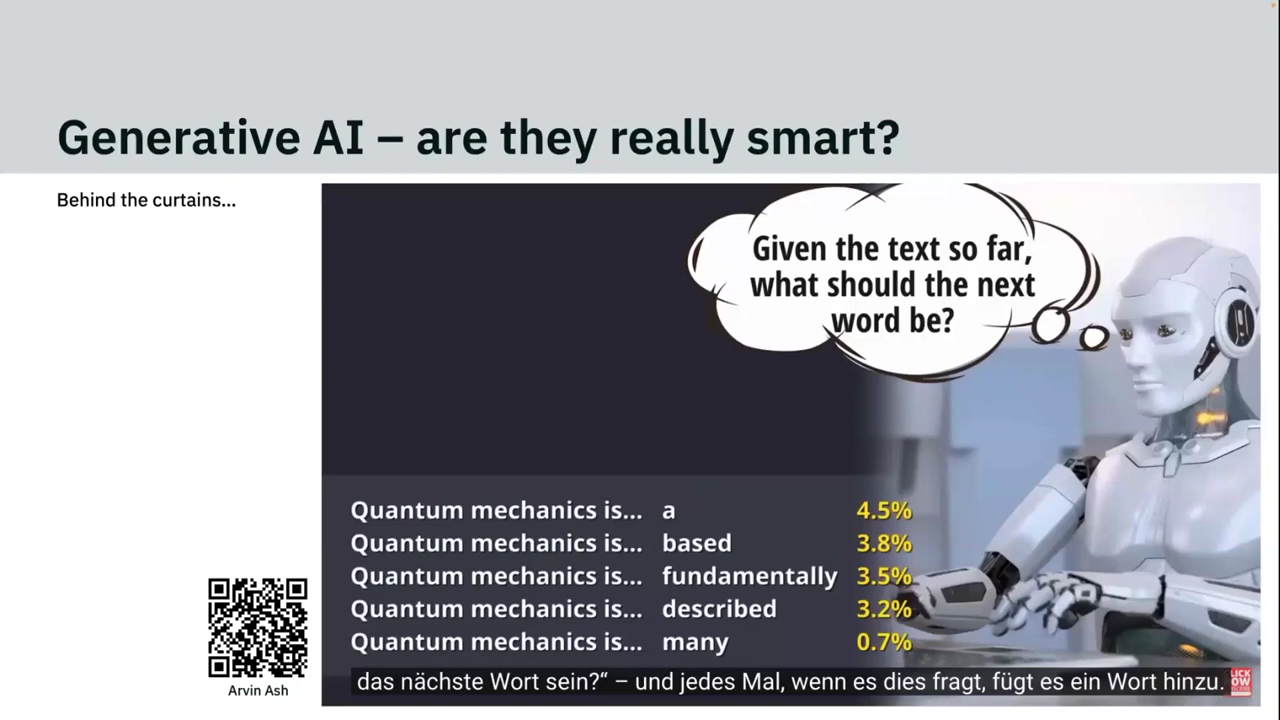 Generative AI – are they really smart?
Behind the curtains...
Given the text so far,
what should the next
word be?
Quantum mechanics is... a 4.5%
Quantum mechanics is... based 3.8%
Quantum mechanics is... fundamentally 3.5%
Quantum mechanics is... described 3.2%
Quantum mechanics is... many 0.7%
das nächste Wort sein?“ – und jedes Mal, wenn es dies fragt, fügt es ein Wort hinzu.
Arvin Ash